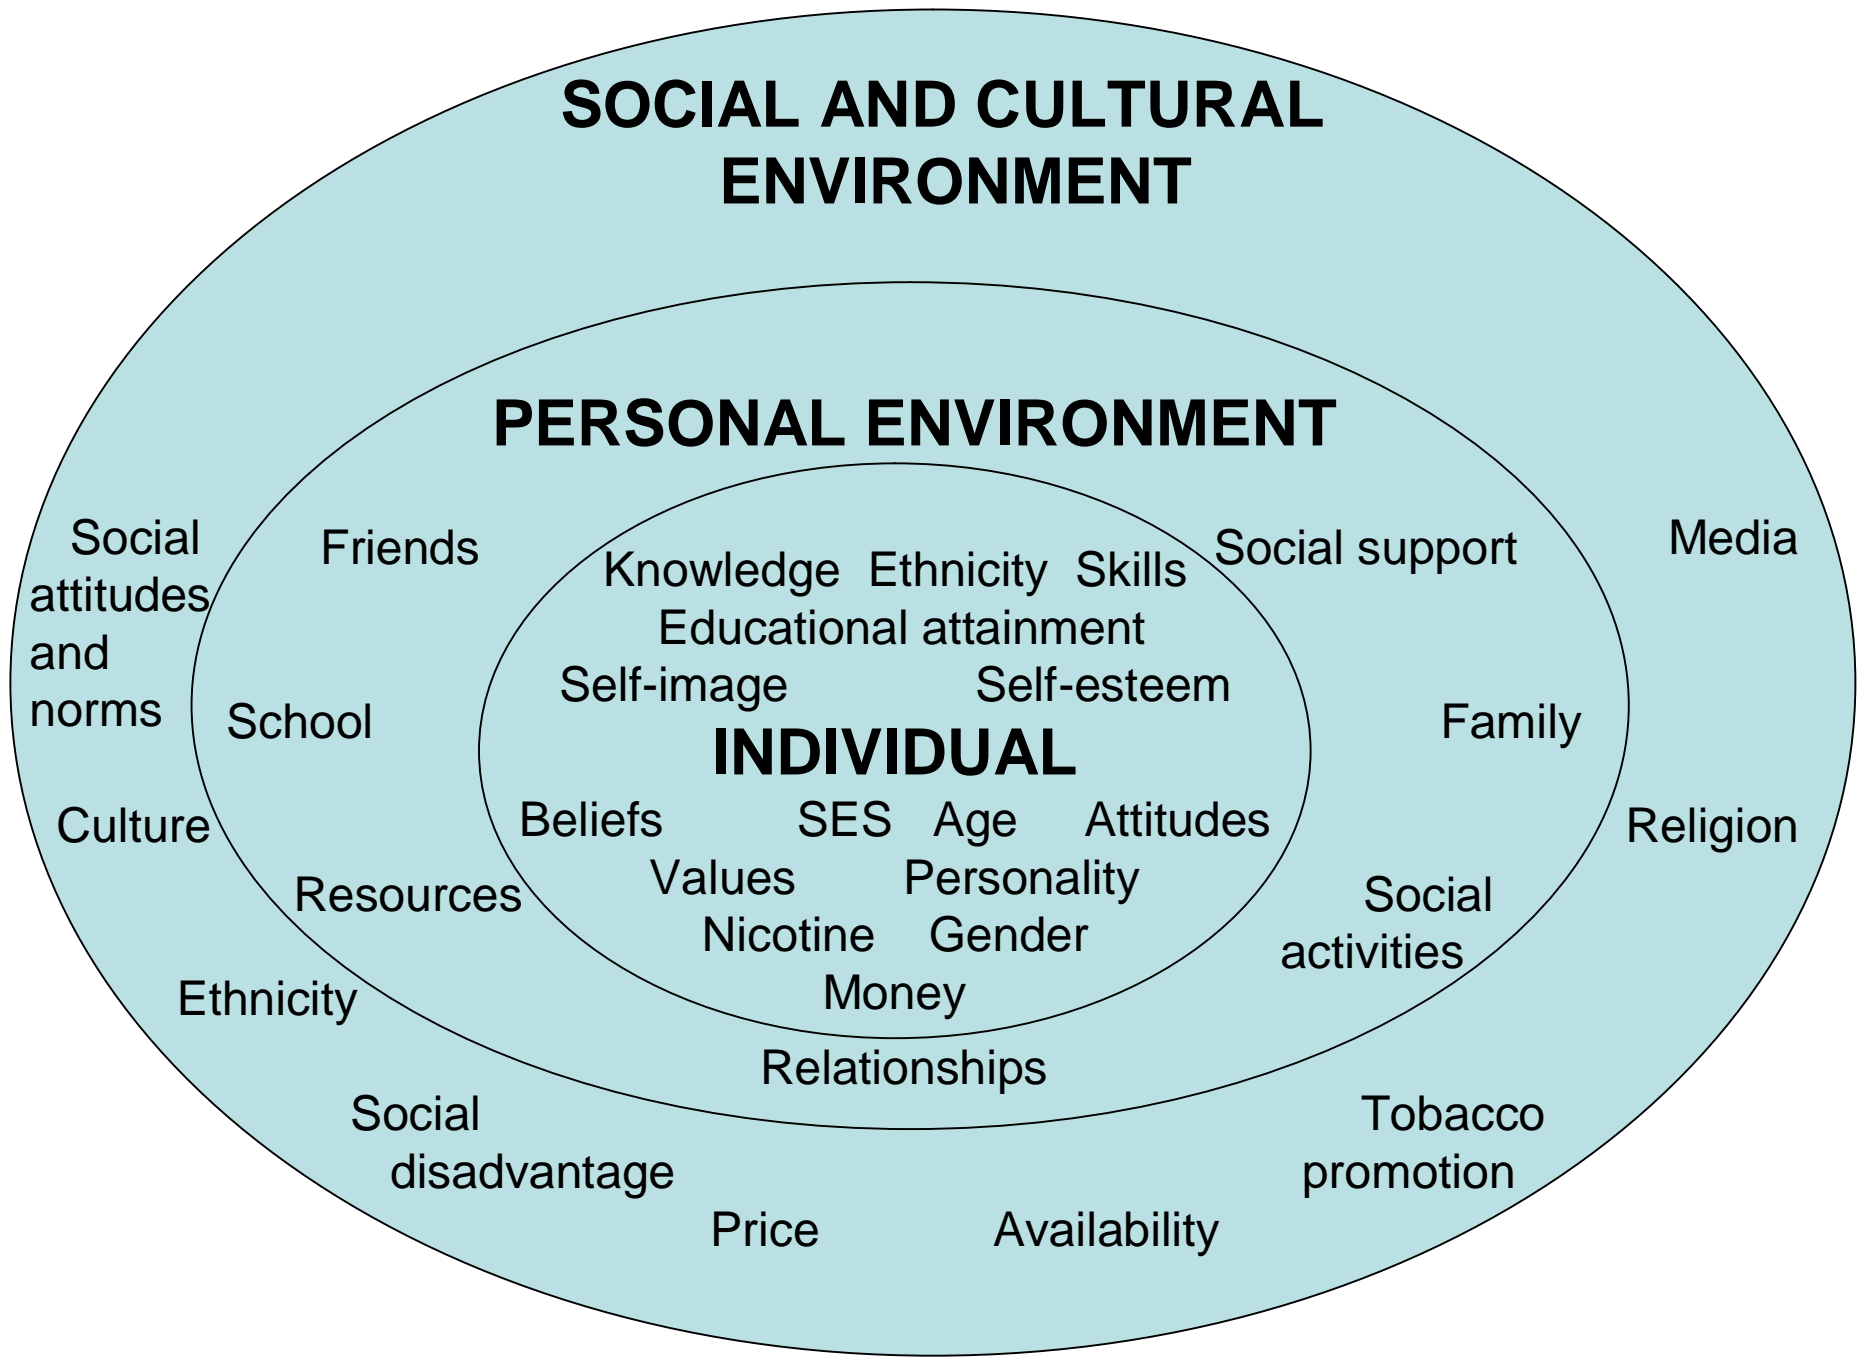 SOCIAL AND CULTURAL
ENVIRONMENT
PERSONAL ENVIRONMENT
Social
attitudes
and
norms
Friends
Knowledge Ethnicity Skills
Social support
Media
Educational attainment
Self-image Self-esteem
School
INDIVIDUAL
Family
Culture
Beliefs SES Age Attitudes
Religion
Values Personality
Resources
Social
activities
Nicotine Gender
Money
Ethnicity
Relationships
Social
disadvantage
Tobacco
promotion
Price
Availability